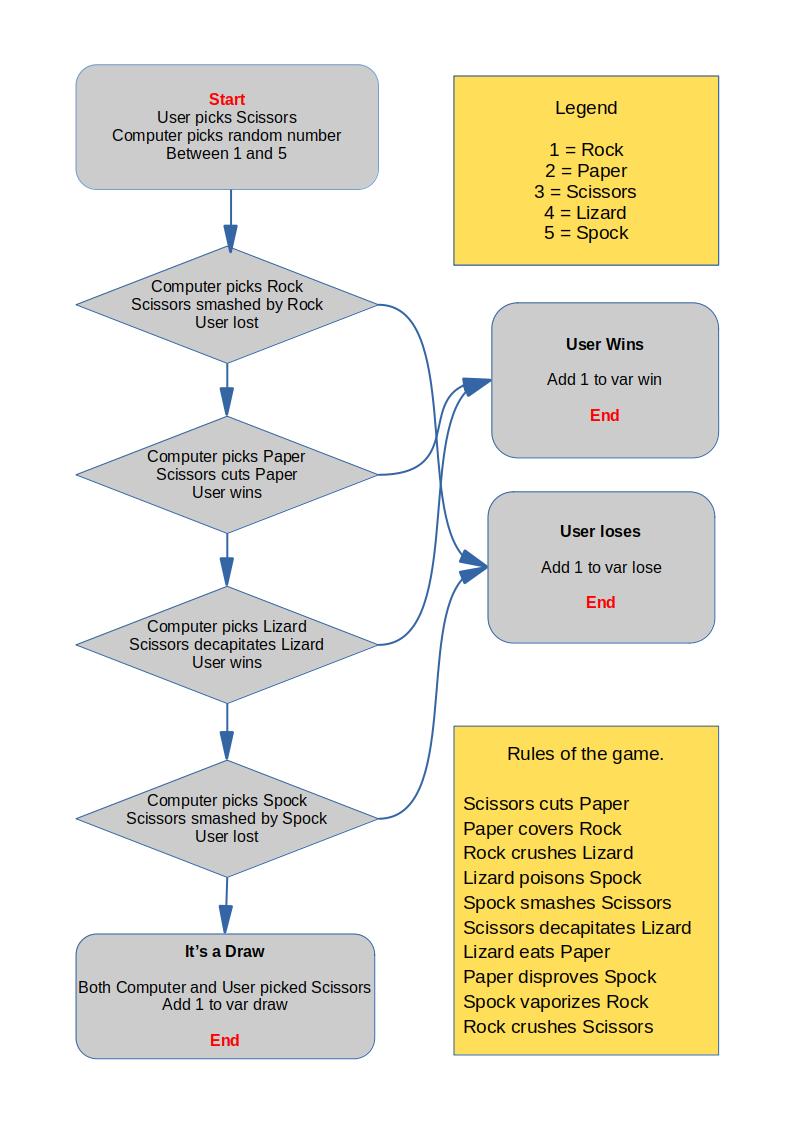 Start
User picks Scissors
Computer picks random number
Between 1 and 5
Legend
1 = Rock
2 = Paper
3 = Scissors
4 = Lizard
5 = Spock
Computer picks Rock
Scissors smashed by Rock
User lost
User Wins
Add 1 to var win
End
Computer picks Paper
Scissors cuts Paper
User wins
User loses
Add 1 to var lose
End
Computer picks Lizard
Scissors decapitates Lizard
User wins
Computer picks Spock
Scissors smashed by Spock
User lost
Rules of the game.
Scissors cuts Paper
Paper covers Rock
Rock crushes Lizard
Lizard poisons Spock
Spock smashes Scissors
Scissors decapitates Lizard
Lizard eats Paper
Paper disproves Spock
Spock vaporizes Rock
Rock crushes Scissors
It’s a Draw
Both Computer and User picked Scissors
Add 1 to var draw
End